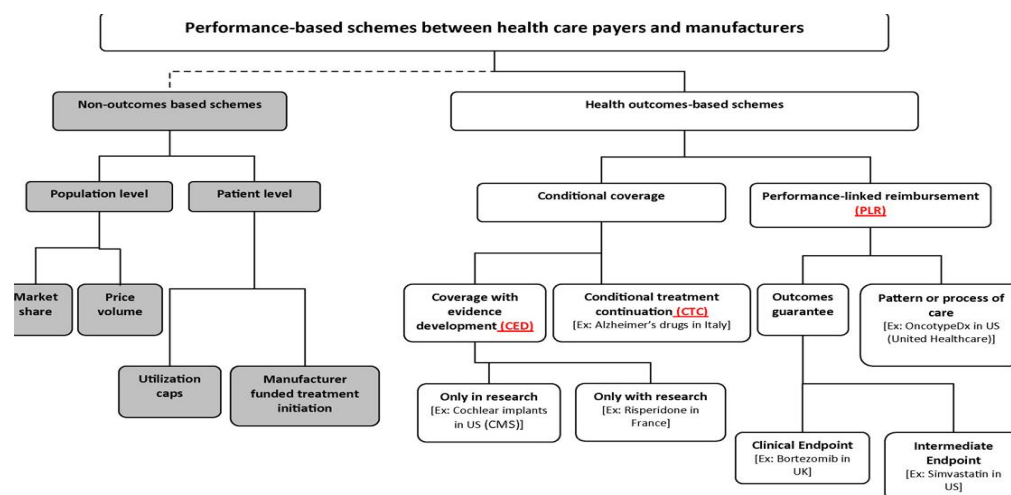 Performance-based schemes between health care payers and manufacturers
Non-outcomes based schemes
Health outcomes-based schemes
Population level
Patient level
Conditional coverage
Performance-linked reimbursement
(PLR)
Market
share
Price
volume
Coverage with
evidence
development (CED)
Conditional treatment
continuation (CTC)
[Ex: Alzheimer's drugs in Italy]
Outcomes
guarantee
Pattern or process of
care
[Ex: OncotypeDx in US
(United Healthcare)]
Utilization
caps
Manufacturer
funded treatment
initiation
Only in research
[Ex: Cochlear implants
in US (CMS)]
Only with research
[Ex: Risperidone in
France]
Clinical Endpoint
[Ex: Bortezomib in
UK]
Intermediate
Endpoint
[Ex: Simvastatin in
US]